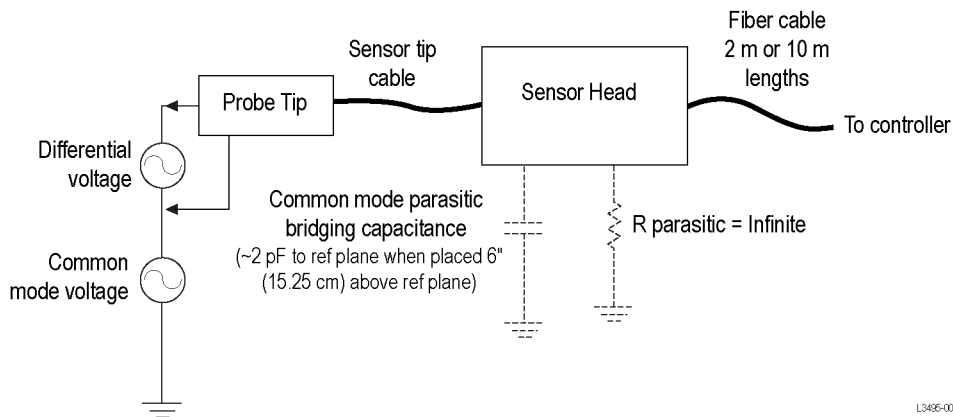 Fiber cable
2 m or 10 m
lengths
Sensor tip
cable
Sensor Head
Probe Tip
To controller
Differential
voltage
Common mode parasitic
bridging capacitance
(~2 pF to ref plane when placed 6"
(15.25 cm) above ref plane)
R parasitic = Infinite
Common
mode voltage
L3495-00